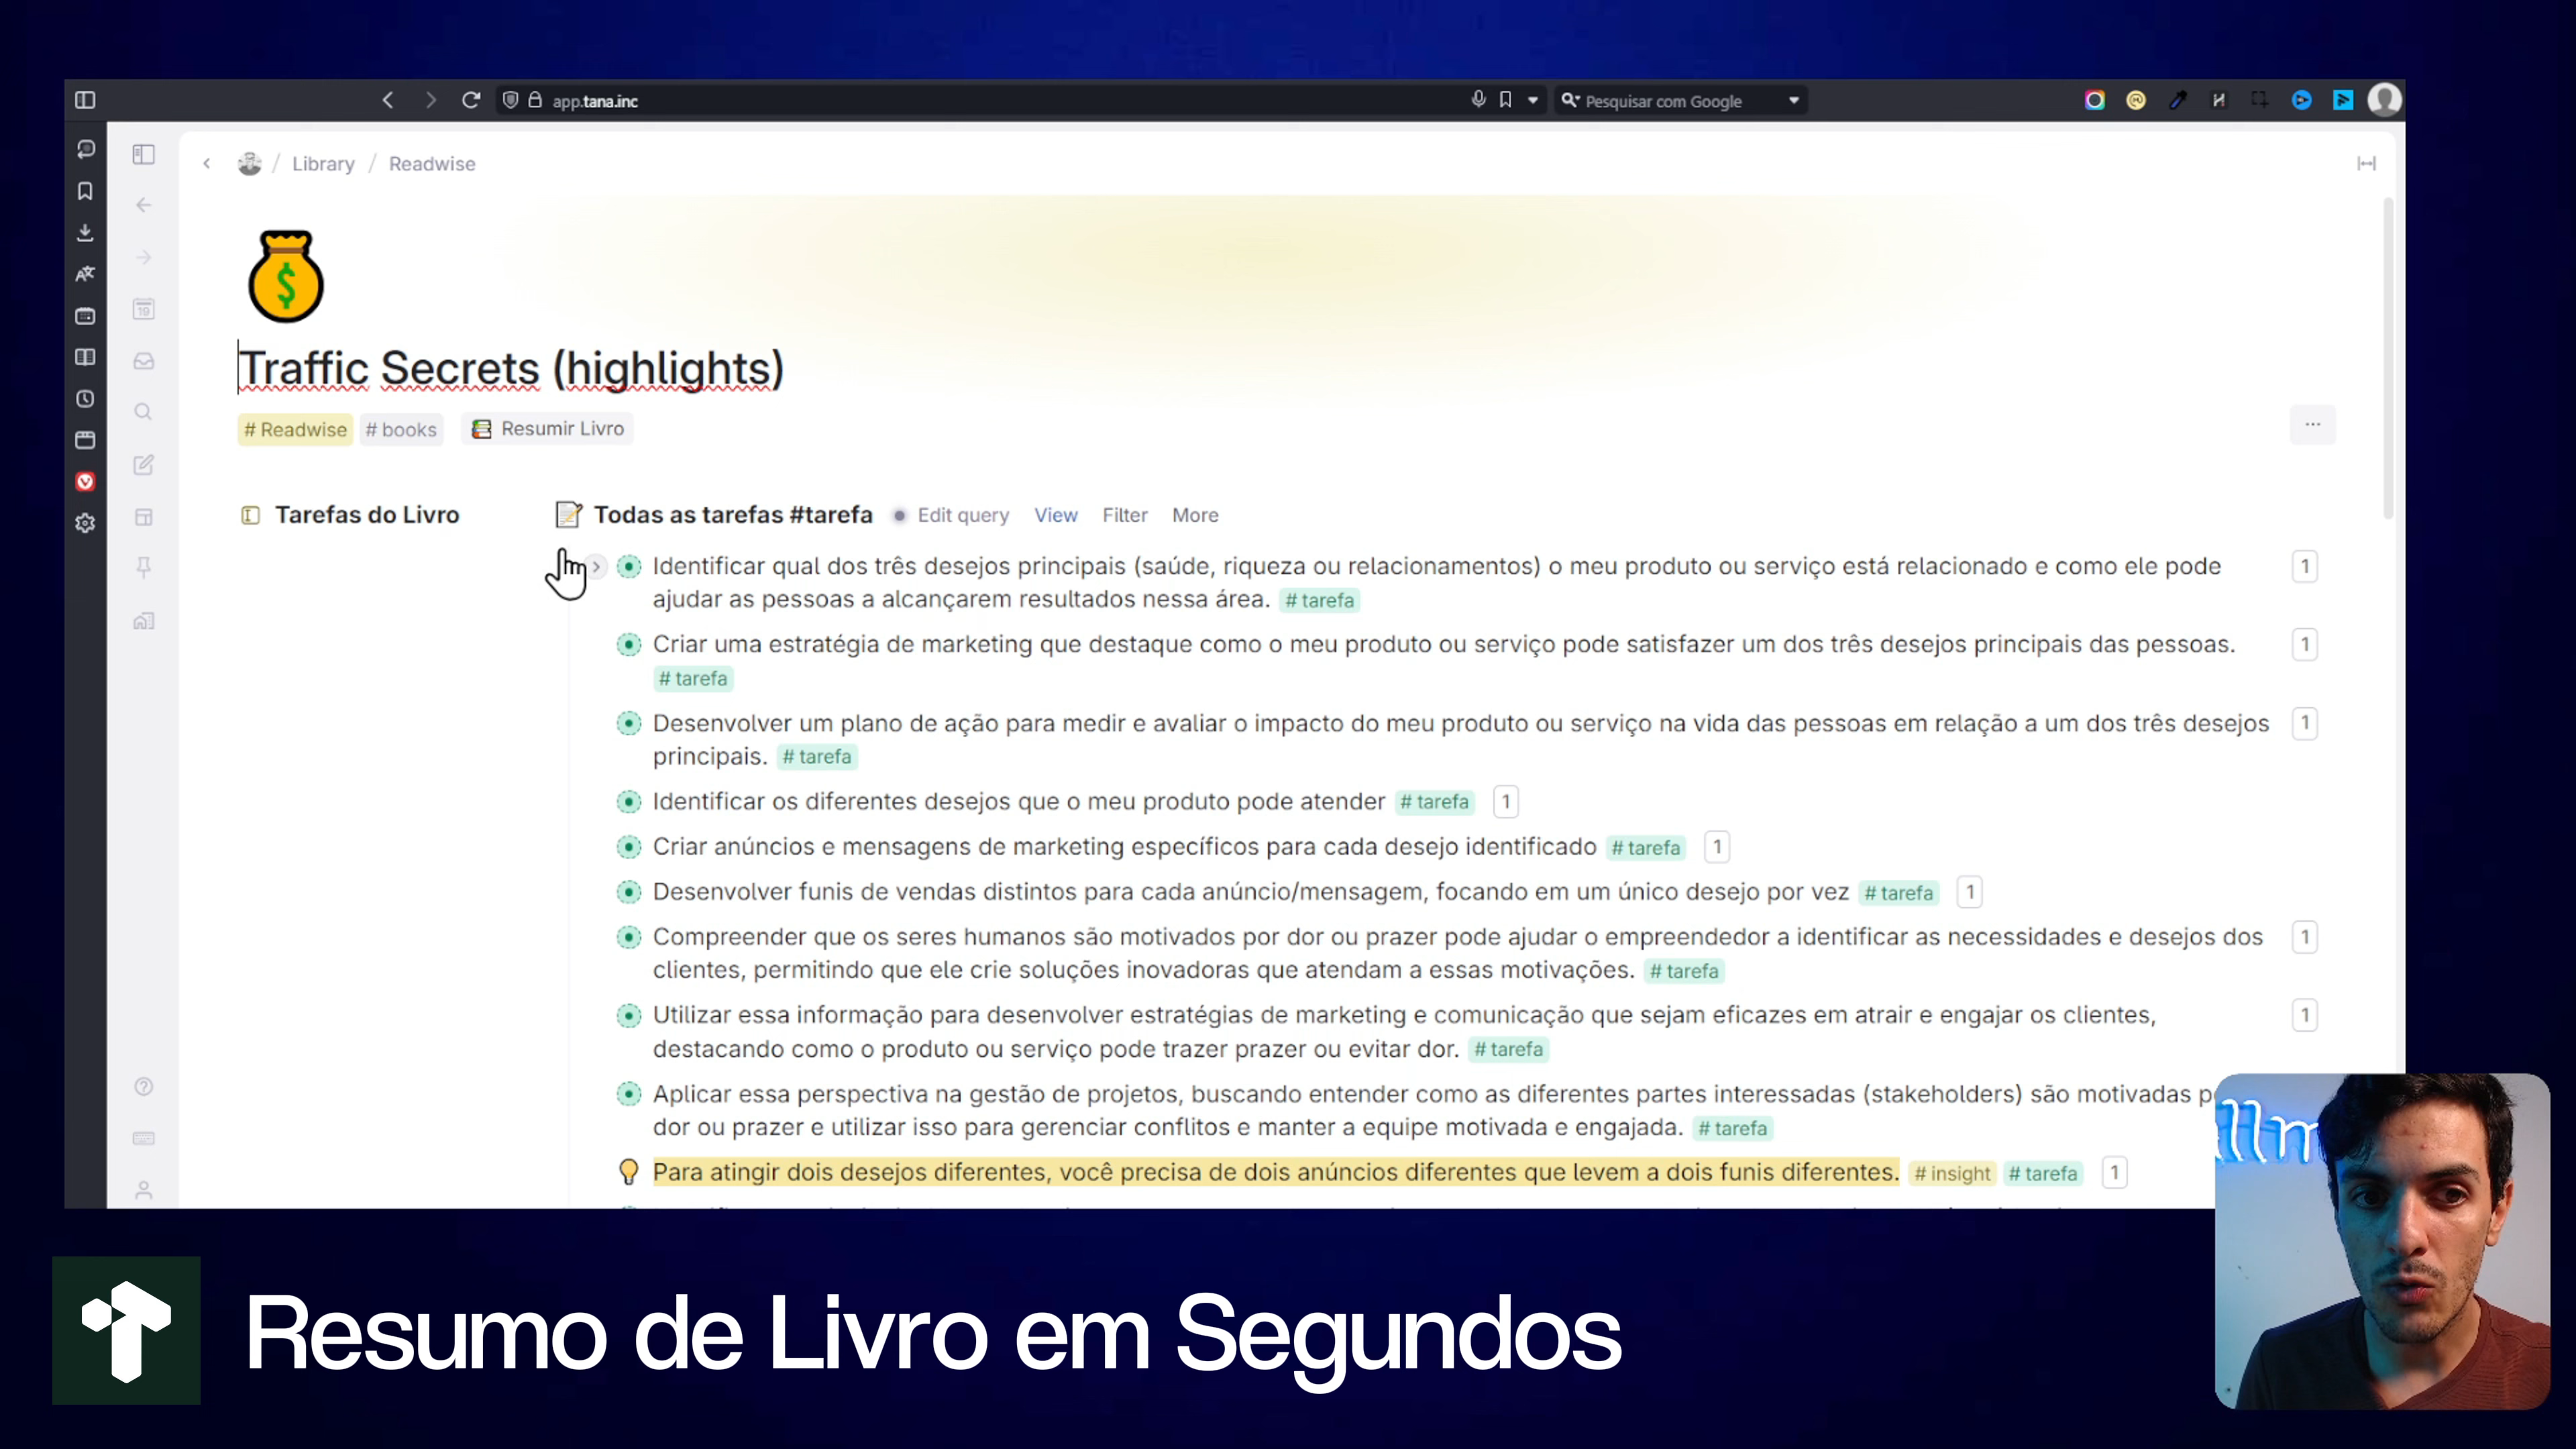 app.tana.inc
Pesquisar com Google
Library / Readwise
19
Traffic Secrets (highlights)
# Readwise # books Resumir Livro
Tarefas do Livro
Todas as tarefas #tarefa Edit query View Filter More
Identificar qual dos três desejos principais (saúde, riqueza ou relacionamentos) o meu produto ou serviço está relacionado e como ele pode 1
ajudar as pessoas a alcançarem resultados nessa área. # tarefa
Criar uma estratégia de marketing que destaque como o meu produto ou serviço pode satisfazer um dos três desejos principais das pessoas. 1
# tarefa
Desenvolver um plano de ação para medir e avaliar o impacto do meu produto ou serviço na vida das pessoas em relação a um dos três desejos 1
principais. # tarefa
Identificar os diferentes desejos que o meu produto pode atender # tarefa 1
Criar anúncios e mensagens de marketing específicos para cada desejo identificado # tarefa 1
Desenvolver funis de vendas distintos para cada anúncio/mensagem, focando em um único desejo por vez # tarefa 1
Compreender que os seres humanos são motivados por dor ou prazer pode ajudar o empreendedor a identificar as necessidades e desejos dos 1
clientes, permitindo que ele crie soluções inovadoras que atendam a essas motivações. # tarefa
Utilizar essa informação para desenvolver estratégias de marketing e comunicação que sejam eficazes em atrair e engajar os clientes, 1
destacando como o produto ou serviço pode trazer prazer ou evitar dor. # tarefa
Aplicar essa perspectiva na gestão de projetos, buscando entender como as diferentes partes interessadas (stakeholders) são motivadas
dor ou prazer e utilizar isso para gerenciar conflitos e manter a equipe motivada e engajada. # tarefa
Para atingir dois desejos diferentes, você precisa de dois anúncios diferentes que levem a dois funis diferentes. # insight # tarefa 1
Resumo de Livro em Segundos